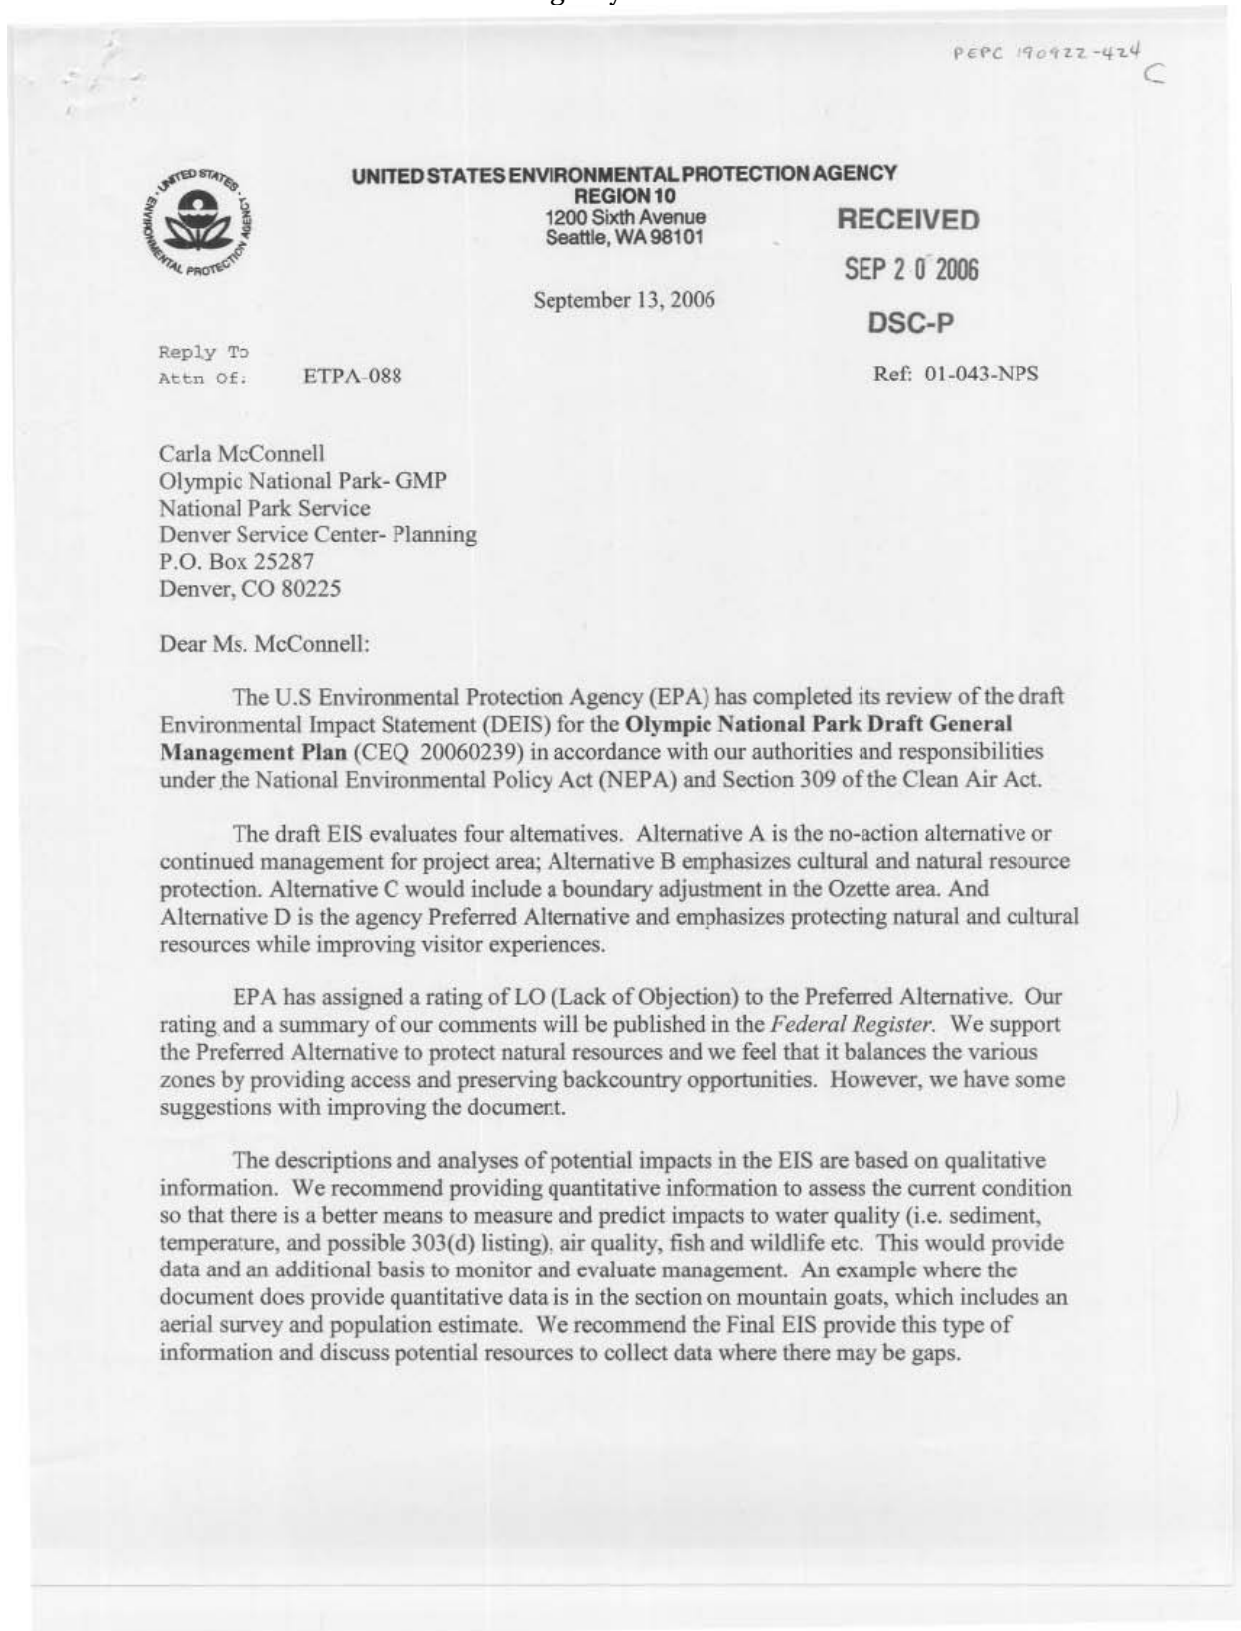 PEPC 190922-424
C
UNITED STATES ENVIRONMENTAL PROTECTION AGENCY
REGION 10
1200 Sixth Avenue
Seattle, WA 98101
UNITED STATES ENVIRONMENTAL PROTECTION AGENCY
RECEIVED
SEP 20 2006
DSC-P
September 13, 2006
Reply To
Attn Of: ETPA-088
Ref: 01-043-NPS
Carla McConnell
Olympic National Park- GMP
National Park Service
Denver Service Center- Planning
P.O. Box 25287
Denver, CO 80225
Dear Ms. McConnell:
The U.S Environmental Protection Agency (EPA) has completed its review of the draft
Environmental Impact Statement (DEIS) for the Olympic National Park Draft General
Management Plan (CEQ 20060239) in accordance with our authorities and responsibilities
under the National Environmental Policy Act (NEPA) and Section 309 of the Clean Air Act.
The draft EIS evaluates four alternatives. Alternative A is the no-action alternative or
continued management for project area; Alternative B emphasizes cultural and natural resource
protection. Alternative C would include a boundary adjustment in the Ozette area. And
Alternative D is the agency Preferred Alternative and emphasizes protecting natural and cultural
resources while improving visitor experiences.
EPA has assigned a rating of LO (Lack of Objection) to the Preferred Alternative. Our
rating and a summary of our comments will be published in the Federal Register. We support
the Preferred Alternative to protect natural resources and we feel that it balances the various
zones by providing access and preserving backcountry opportunities. However, we have some
suggestions with improving the document.
The descriptions and analyses of potential impacts in the EIS are based on qualitative
information. We recommend providing quantitative information to assess the current condition
so that there is a better means to measure and predict impacts to water quality (i.e. sediment,
temperature, and possible 303(d) listing), air quality, fish and wildlife etc. This would provide
data and an additional basis to monitor and evaluate management. An example where the
document does provide quantitative data is in the section on mountain goats, which includes an
aerial survey and population estimate. We recommend the Final EIS provide this type of
information and discuss potential resources to collect data where there may be gaps.